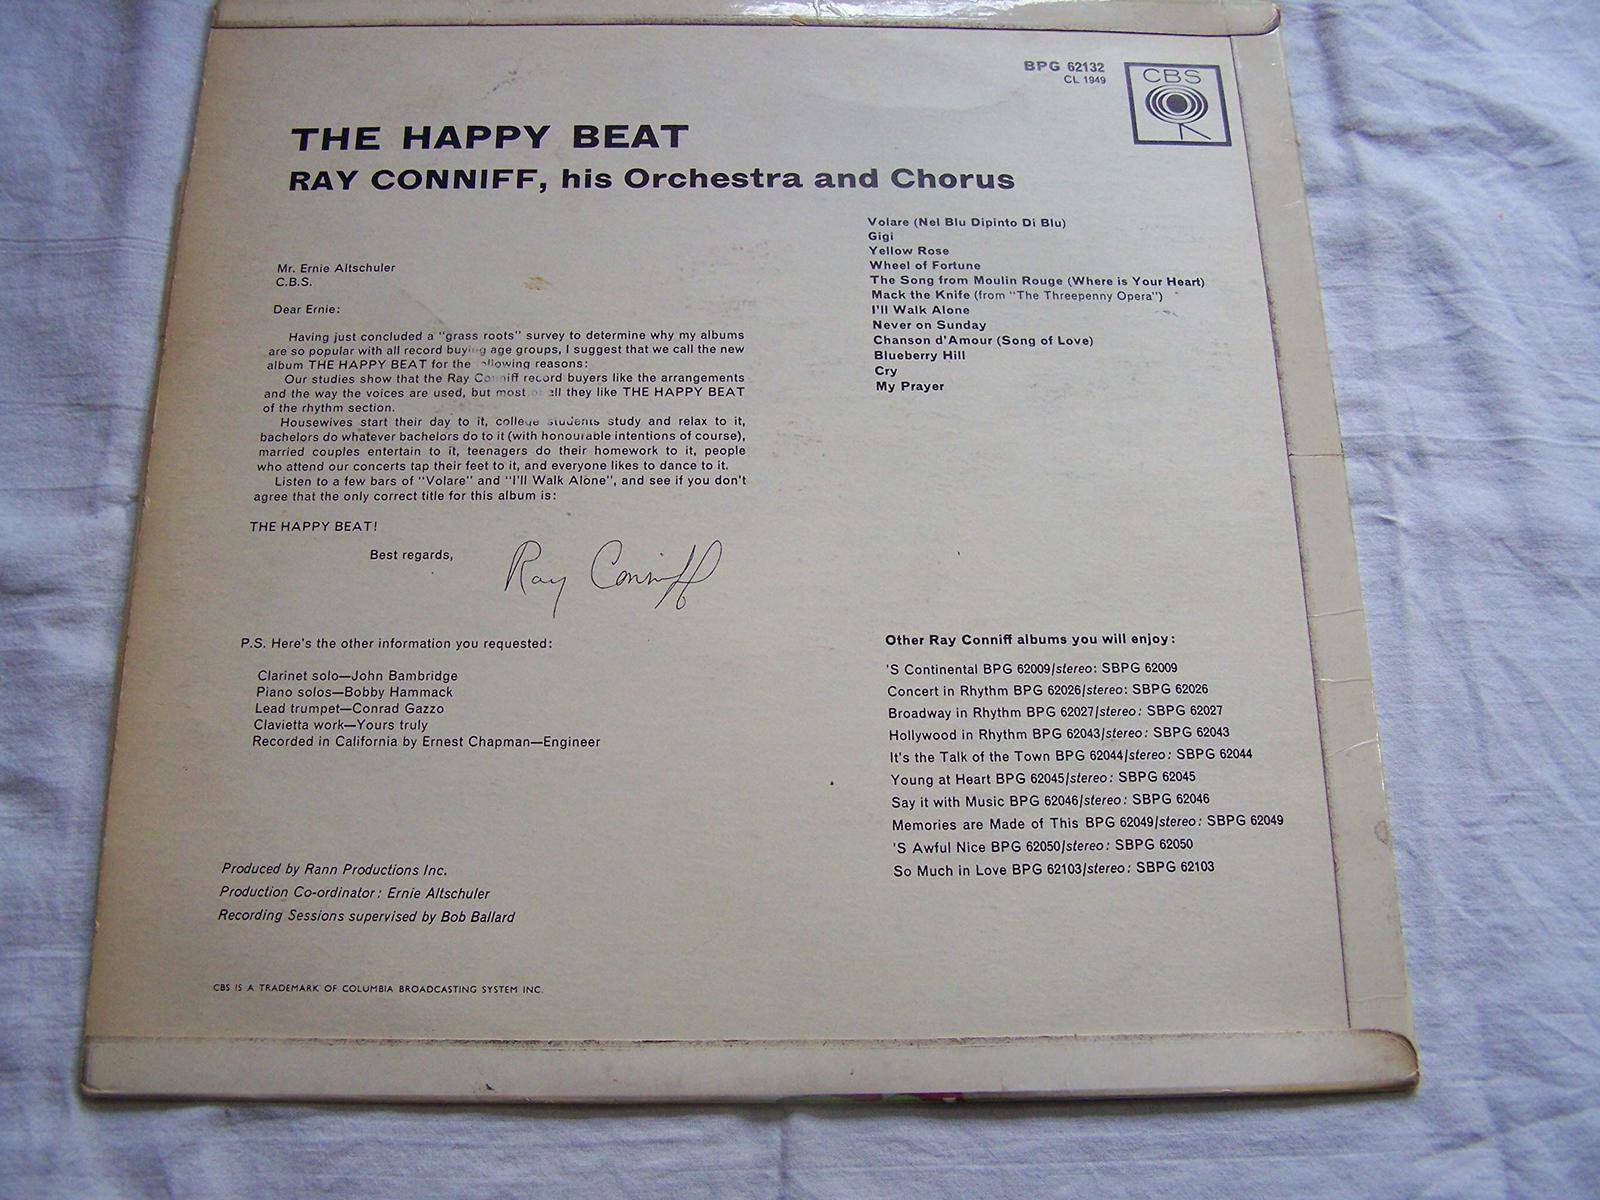 BPG 62132
CL 1949
CBS
THE HAPPY BEAT
RAY CONNIFF, his Orchestra and Chorus
Mr. Ernie Altschuler
C.B.S.
Dear Ernie:
Having just concluded a "grass roots" survey to determine why my albums
are so popular with all record buying age groups, I suggest that we call the new
album THE HAPPY BEAT for the following reasons:
Our studies show that the Ray Conniff record buyers like the arrangements
and the way the voices are used, but most of all they like THE HAPPY BEAT
of the rhythm section.
Housewives start their day to it, college students study and relax to it,
bachelors do whatever bachelors do to it (with honourable intentions of course),
married couples entertain to it, teenagers do their homework to it, people
who attend our concerts tap their feet to it, and everyone likes to dance to it.
Listen to a few bars of "Volare" and "I'll Walk Alone", and see if you don't
agree that the only correct title for this album is:
THE HAPPY BEAT!
Best regards,
Ray Conniff
P.S. Here's the other information you requested:
Clarinet solo—John Bambridge
Piano solos—Bobby Hammack
Lead trumpet—Conrad Gazzo
Clavietta work—Yours truly
Recorded in California by Ernest Chapman—Engineer
Produced by Rann Productions Inc.
Production Co-ordinator: Ernie Altschuler
Recording Sessions supervised by Bob Ballard
CBS IS A TRADEMARK OF COLUMBIA BROADCASTING SYSTEM INC.
Volare (Nel Blu Dipinto Di Blu)
Gigi
Yellow Rose
Wheel of Fortune
The Song from Moulin Rouge (Where is Your Heart)
Mack the Knife (from "The Threepenny Opera")
I'll Walk Alone
Never on Sunday
Chanson d'Amour (Song of Love)
Blueberry Hill
Cry
My Prayer
Other Ray Conniff albums you will enjoy:
'S Continental BPG 62009/stereo: SBPG 62009
Concert in Rhythm BPG 62026/stereo: SBPG 62026
Broadway in Rhythm BPG 62027/stereo: SBPG 62027
Hollywood in Rhythm BPG 62043/stereo: SBPG 62043
It's the Talk of the Town BPG 62044/stereo: SBPG 62044
Young at Heart BPG 62045/stereo: SBPG 62045
Say it with Music BPG 62046/stereo: SBPG 62046
Memories are Made of This BPG 62049/stereo: SBPG 62049
'S Awful Nice BPG 62050/stereo: SBPG 62050
So Much in Love BPG 62103/stereo: SBPG 62103